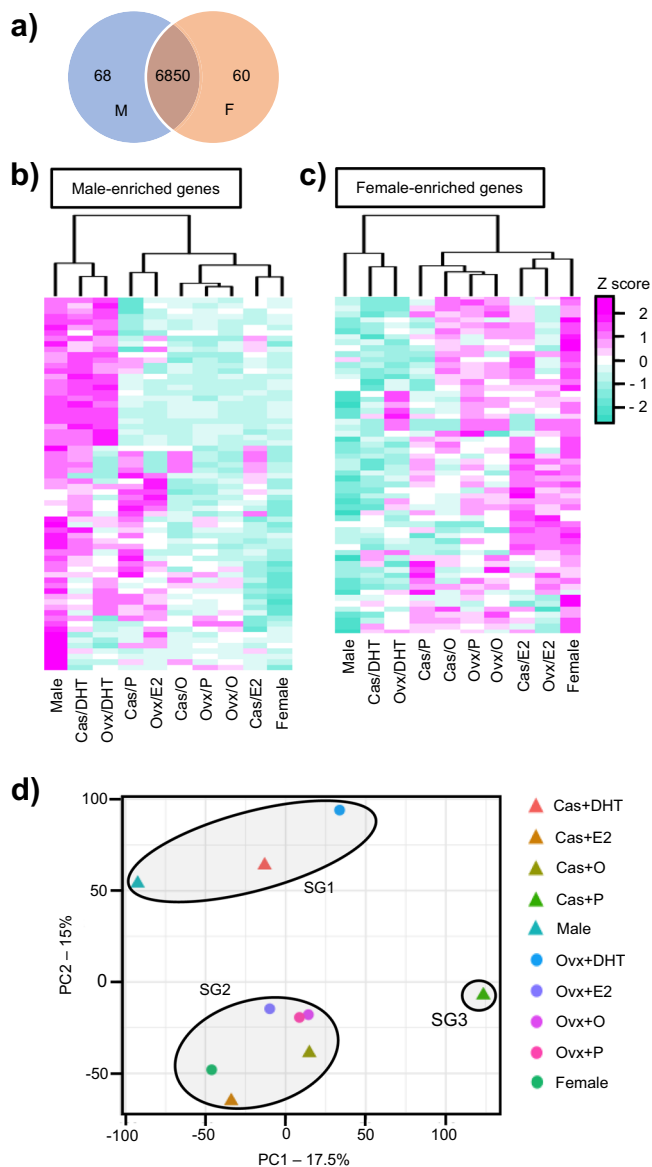 a)
68 6850 60
M F
b) c)
Male-enriched genes Female-enriched genes
Z score
2
1
0
- 1
- 2
Male Cas/DHT Ovx/DHT Cas/P Ovx/E2 Cas/O Ovx/P Ovx/O Cas/E2 Female
Male Cas/DHT Ovx/DHT Cas/P Cas/O Ovx/P Ovx/O Cas/E2 Ovx/E2 Female
d)
100
50
0
-50
PC2 – 15%
SG1
SG2
SG3
-100 -50 0 50 100
PC1 – 17.5%
Cas+DHT
Cas+E2
Cas+O
Cas+P
Male
Ovx+DHT
Ovx+E2
Ovx+O
Ovx+P
Female